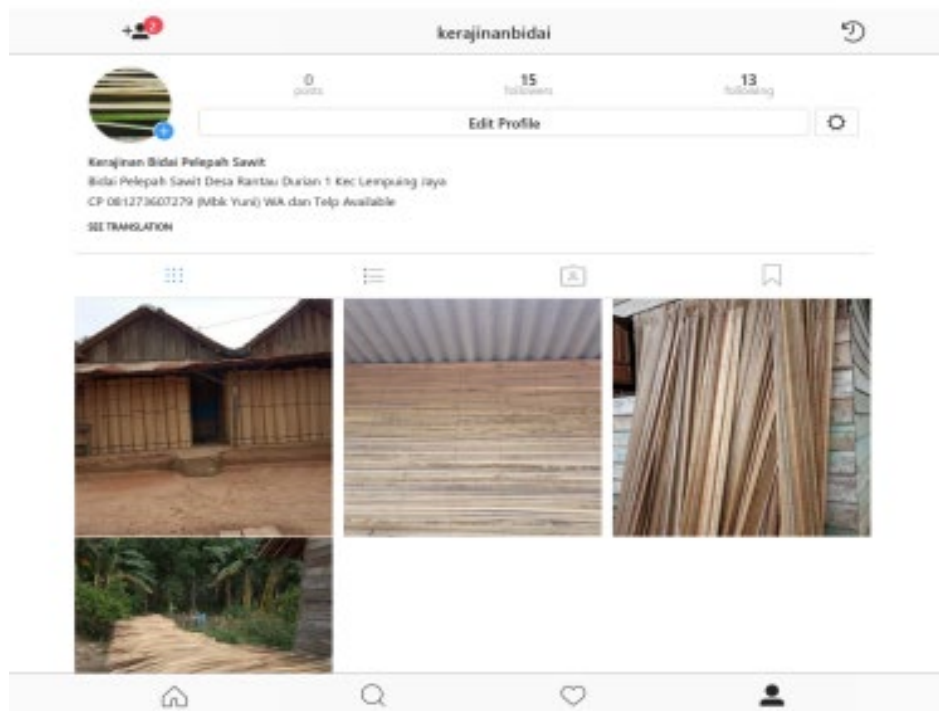 2
kerajinanbidai
0 15 13
posts followers following
Edit Profile
Kerajinan Bidai Pelepah Sawit
Bidai Pelepah Sawit Desa Rantau Durian 1 Kec Lempuing Jaya
CP 081273607279 (Mbk Yuni) WA dan Telp Available
SEE TRANSLATION